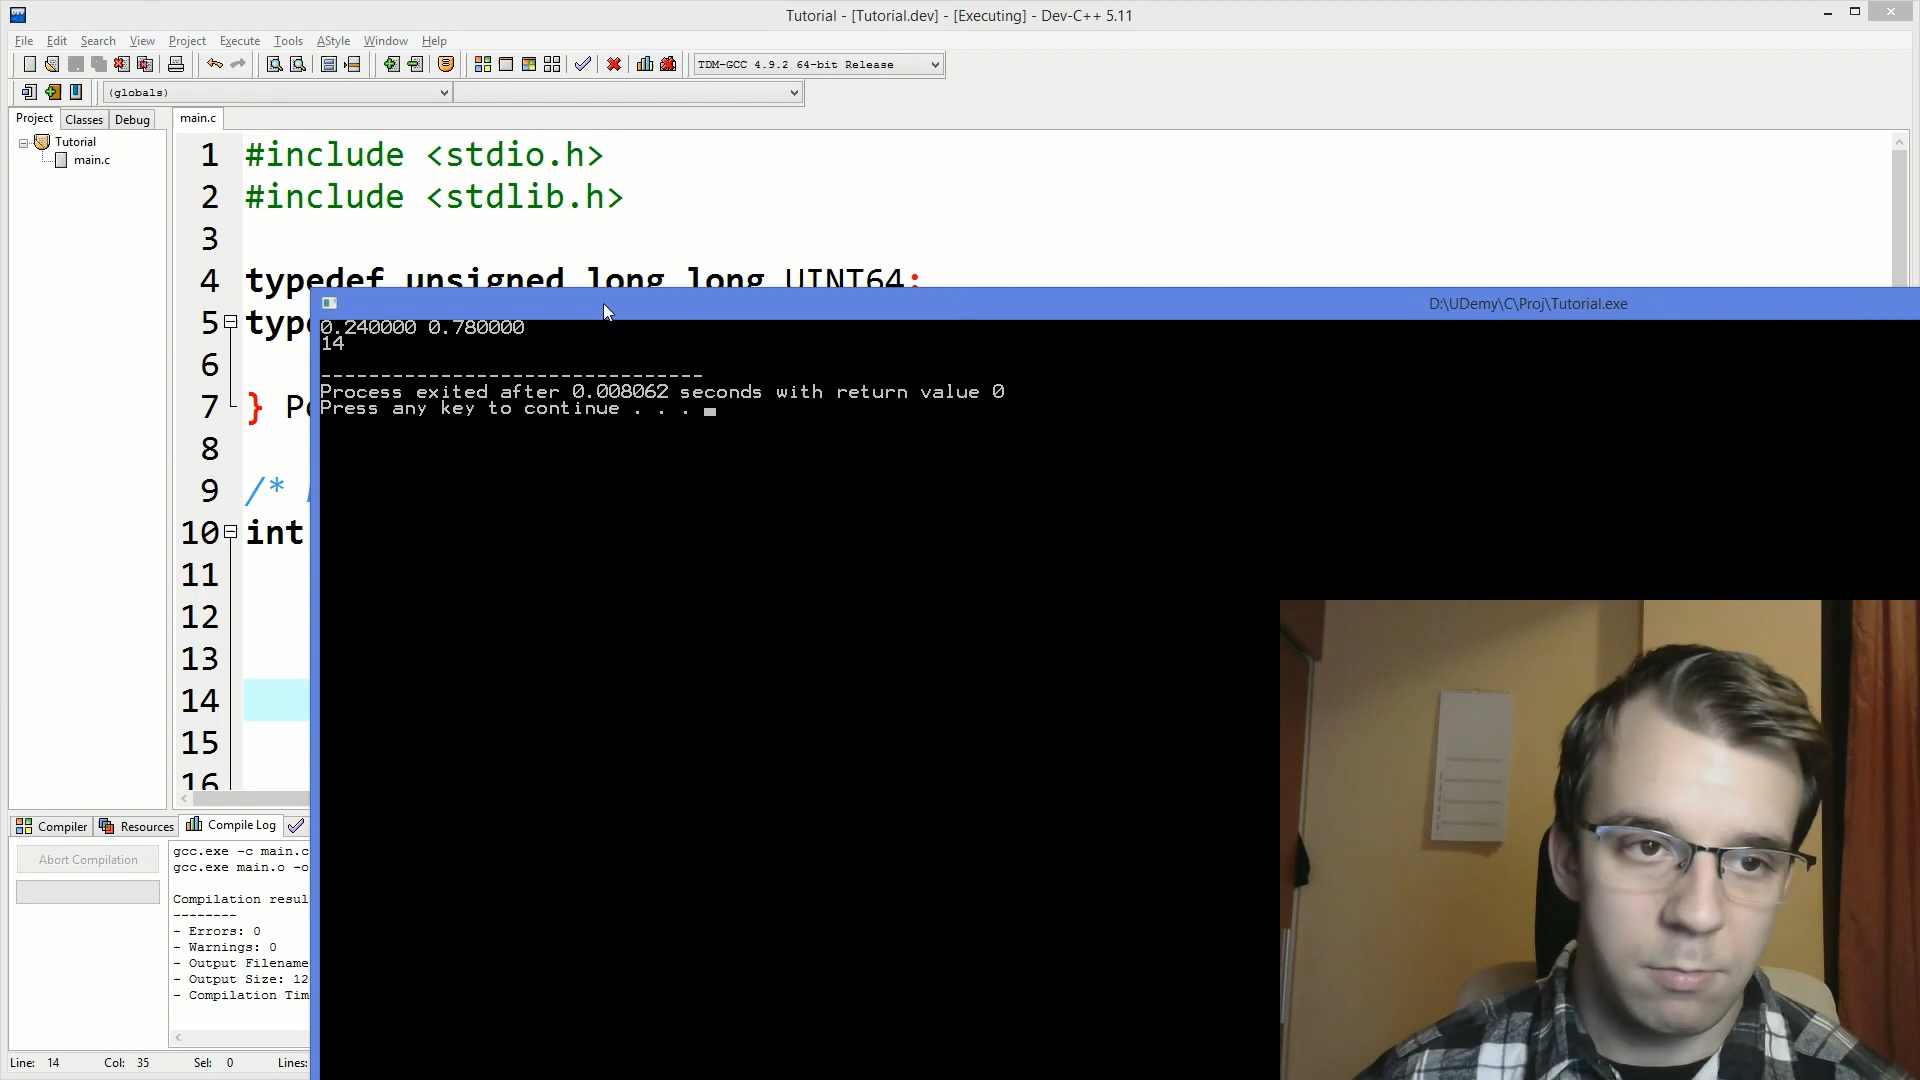 Tutorial - [Tutorial.dev] - [Executing] - Dev-C++ 5.11
File Edit Search View Project Execute Tools AStyle Window Help
TDM-GCC 4.9.2 64-bit Release
(globals)
Project Classes Debug
main.c
Tutorial
main.c
1 #include <stdio.h>
2 #include <stdlib.h>
3
4 typedef unsigned long long UINT64;
5 type
6
7 } P
8
9 /*
10 int
11
12
13
14
15
16
D:\UDemy\C\Proj\Tutorial.exe
0.240000 0.780000
14
--------------------------------
Process exited after 0.008062 seconds with return value 0
Press any key to continue . . .
Compiler Resources Compile Log
Abort Compilation
gcc.exe -c main.c
gcc.exe main.o -o
Compilation resul
--------
- Errors: 0
- Warnings: 0
- Output Filename
- Output Size: 12
- Compilation Tim
Line: 14 Col: 35 Sel: 0 Lines: